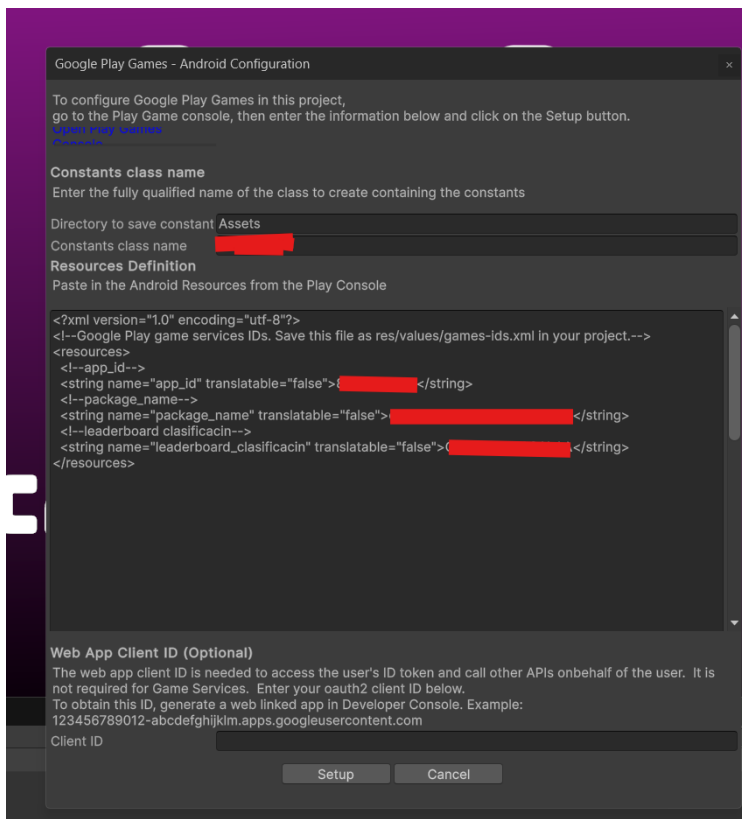 Google Play Games - Android Configuration
×
To configure Google Play Games in this project,
go to the Play Game console, then enter the information below and click on the Setup button.
Open Play Games
Console
Constants class name
Enter the fully qualified name of the class to create containing the constants
Directory to save constant Assets
Constants class name
Resources Definition
Paste in the Android Resources from the Play Console
<?xml version="1.0" encoding="utf-8"?>
<!--Google Play game services IDs. Save this file as res/values/games-ids.xml in your project.-->
<resources>
<!--app_id-->
<string name="app_id" translatable="false">8</string>
<!--package_name-->
<string name="package_name" translatable="false"></string>
<!--leaderboard clasificacin-->
<string name="leaderboard_clasificacin" translatable="false"></string>
</resources>
Web App Client ID (Optional)
The web app client ID is needed to access the user's ID token and call other APIs onbehalf of the user. It is
not required for Game Services. Enter your oauth2 client ID below.
To obtain this ID, generate a web linked app in Developer Console. Example:
123456789012-abcdefghijklm.apps.googleusercontent.com
Client ID
Setup Cancel